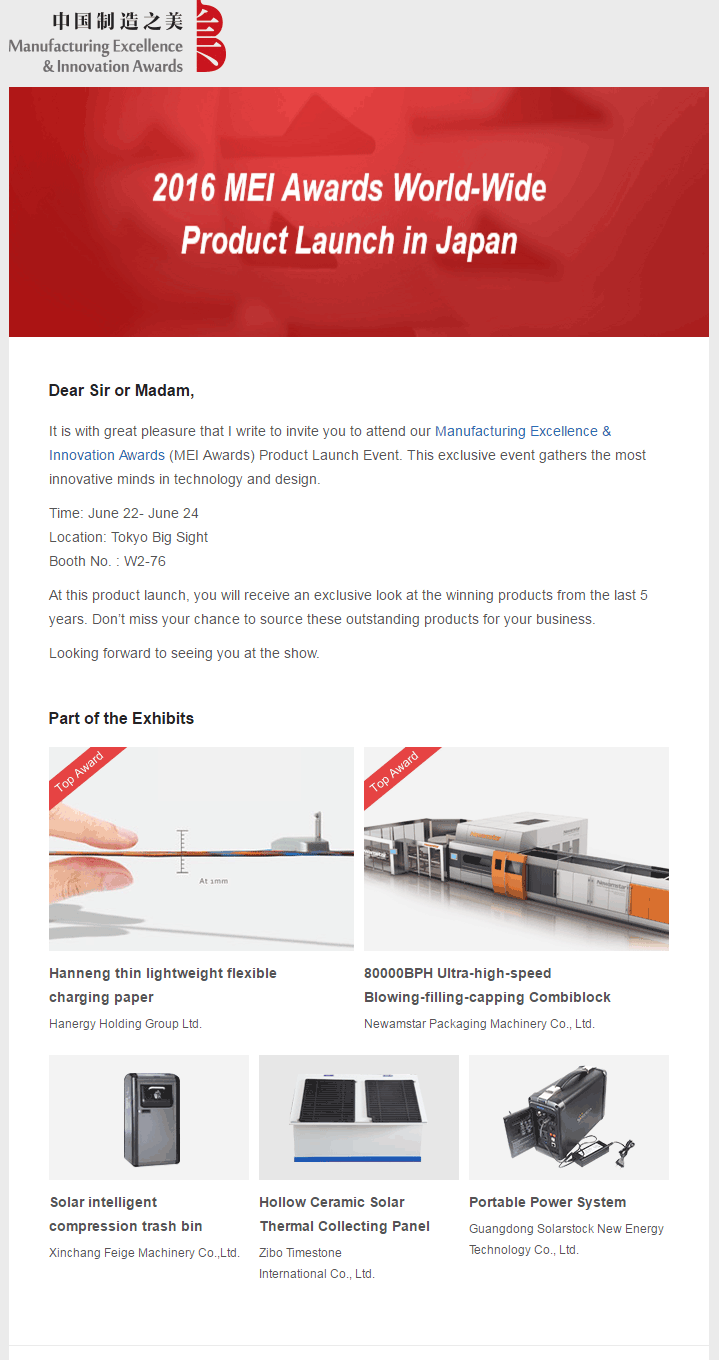 中国制造之美
Manufacturing Excellence
& Innovation Awards
2016 MEI Awards World-Wide
Product Launch in Japan
Dear Sir or Madam,
It is with great pleasure that I write to invite you to attend our Manufacturing Excellence &
Innovation Awards (MEI Awards) Product Launch Event. This exclusive event gathers the most
innovative minds in technology and design.
Time: June 22- June 24
Location: Tokyo Big Sight
Booth No. : W2-76
At this product launch, you will receive an exclusive look at the winning products from the last 5
years. Don’t miss your chance to source these outstanding products for your business.
Looking forward to seeing you at the show.
Part of the Exhibits
Top Award
At 1mm
Top Award
Newamstar
Newamstar
Hanneng thin lightweight flexible
charging paper
Hanergy Holding Group Ltd.
80000BPH Ultra-high-speed
Blowing-filling-capping Combiblock
Newamstar Packaging Machinery Co., Ltd.
Solar intelligent
compression trash bin
Xinchang Feige Machinery Co.,Ltd.
Hollow Ceramic Solar
Thermal Collecting Panel
Zibo Timestone
International Co., Ltd.
Portable Power System
Guangdong Solarstock New Energy
Technology Co., Ltd.